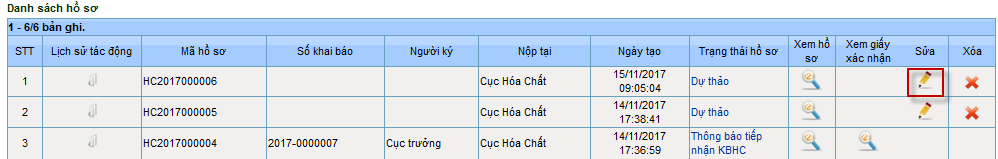 Danh sách hồ sơ
1 - 6/6 bản ghi.
STT Lịch sử tác động Mã hồ sơ Số khai báo Người ký Nộp tại Ngày tạo Trạng thái hồ sơ Xem hồ sơ Xem giấy xác nhận Sửa Xóa
1 HC2017000006 Cục Hóa Chất 15/11/2017 09:05:04 Dự thảo
2 HC2017000005 Cục Hóa Chất 14/11/2017 17:38:41 Dự thảo
3 HC2017000004 2017-0000007 Cục trưởng Cục Hóa Chất 14/11/2017 17:36:59 Thông báo tiếp nhận KBHC